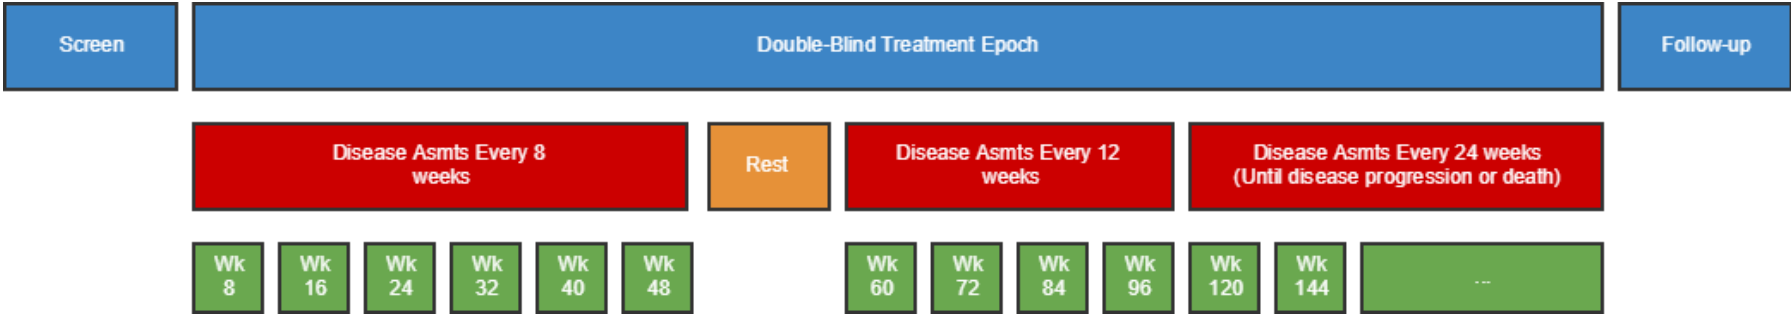 Screen
Double-Blind Treatment Epoch
Follow-up
Disease Asmts Every 8
weeks
Rest
Disease Asmts Every 12
weeks
Disease Asmts Every 24 weeks
(Until disease progression or death)
Wk
8
Wk
16
Wk
24
Wk
32
Wk
40
Wk
48
Wk
60
Wk
72
Wk
84
Wk
96
Wk
120
Wk
144
...